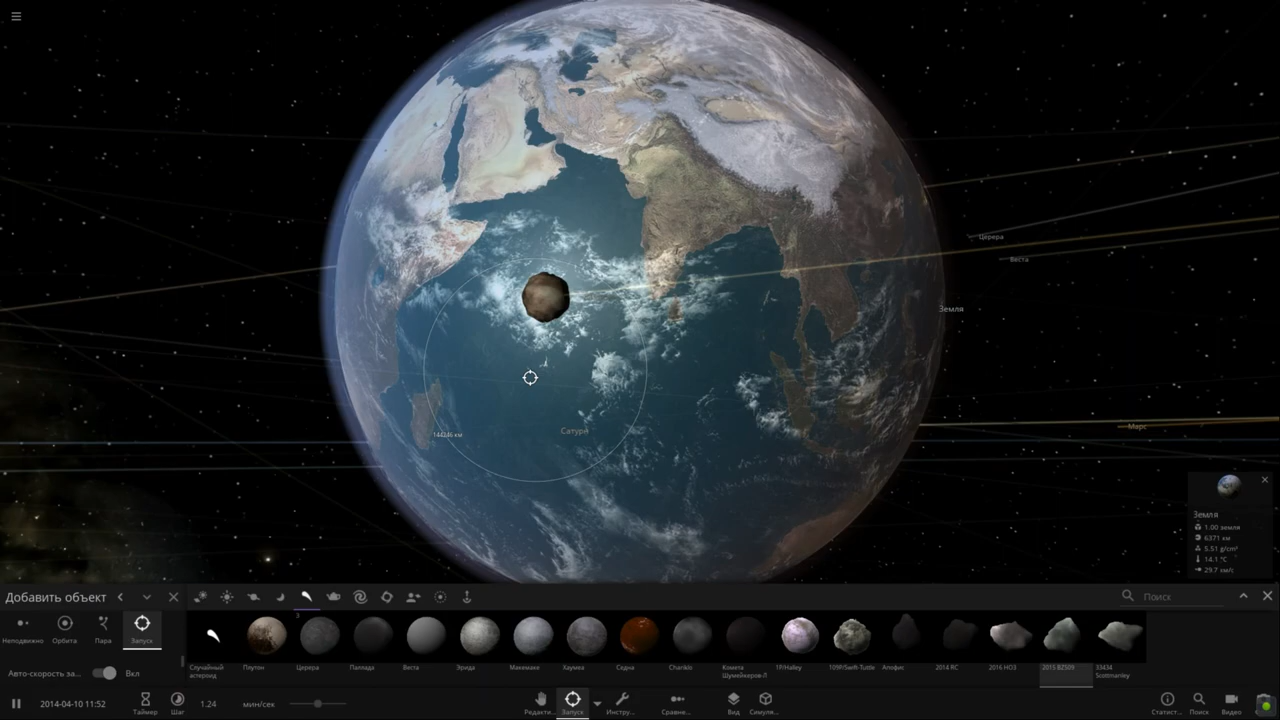 Церера
Веста
Земля
Марс
Сатурн
Земля
1.00 земля
6371 км
5.51 g/cm³
14.1 °C
29.7 км/с
Добавить объект
Поиск
Неподвижно
Орбита
Пара
Запуск
Авто-скорость за...
Вкл
3
Случайный астероид
Плутон
Церера
Паллада
Веста
Эрида
Макемаке
Хаумеа
Седна
Chariklo
Комета Шумейкеров-Л
1P/Halley
109P/Swift-Tuttle
Апофис
2014 RC
2016 HO3
2015 BZ509
33434 Scottmanley
2014-04-10 11:52
Таймер
Шаг
1.24
мин/сек
Редакти...
Запуск
Инстру...
Сравне...
Вид
Симуля...
Статист...
Поиск
Видео